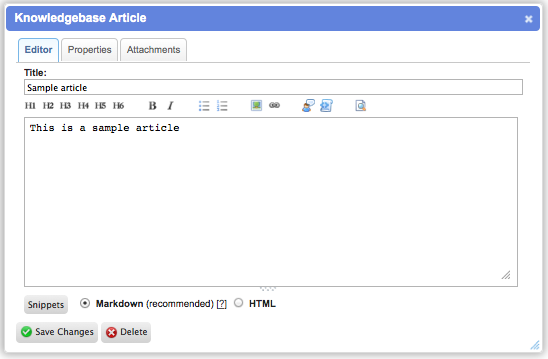 Knowledgebase Article
Editor Properties Attachments
Title:
Sample article
H1 H2 H3 H4 H5 H6 B I
This is a sample article
Snippets Markdown (recommended) [?] HTML
Save Changes Delete